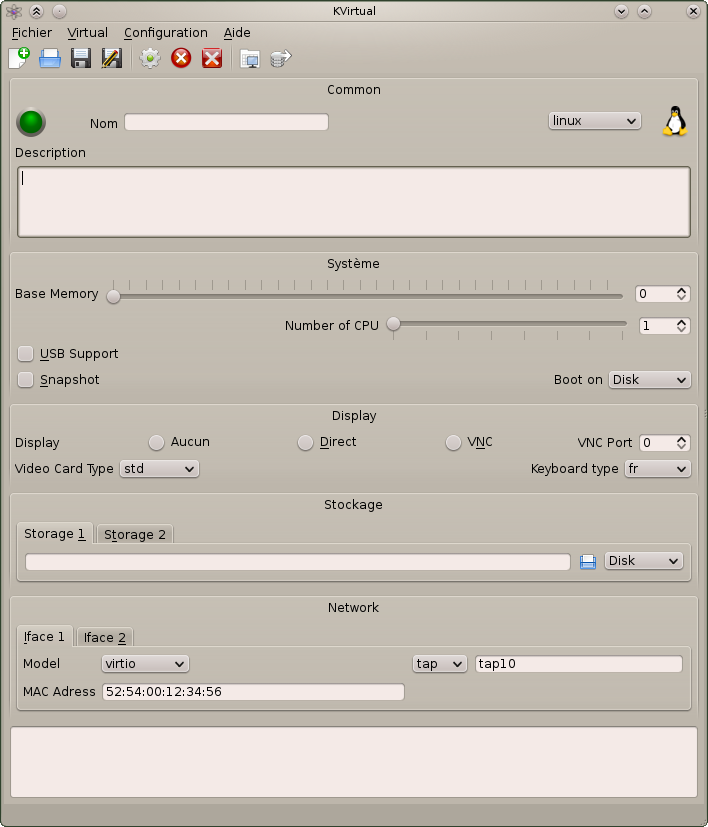 KVirtual
Fichier Virtual Configuration Aide
Common
Nom linux
Description
Système
Base Memory 0
Number of CPU 1
USB Support
Snapshot Boot on Disk
Display
Display Aucun Direct VNC VNC Port 0
Video Card Type std Keyboard type fr
Stockage
Storage 1 Storage 2
Disk
Network
Iface 1 Iface 2
Model virtio tap tap10
MAC Adress 52:54:00:12:34:56